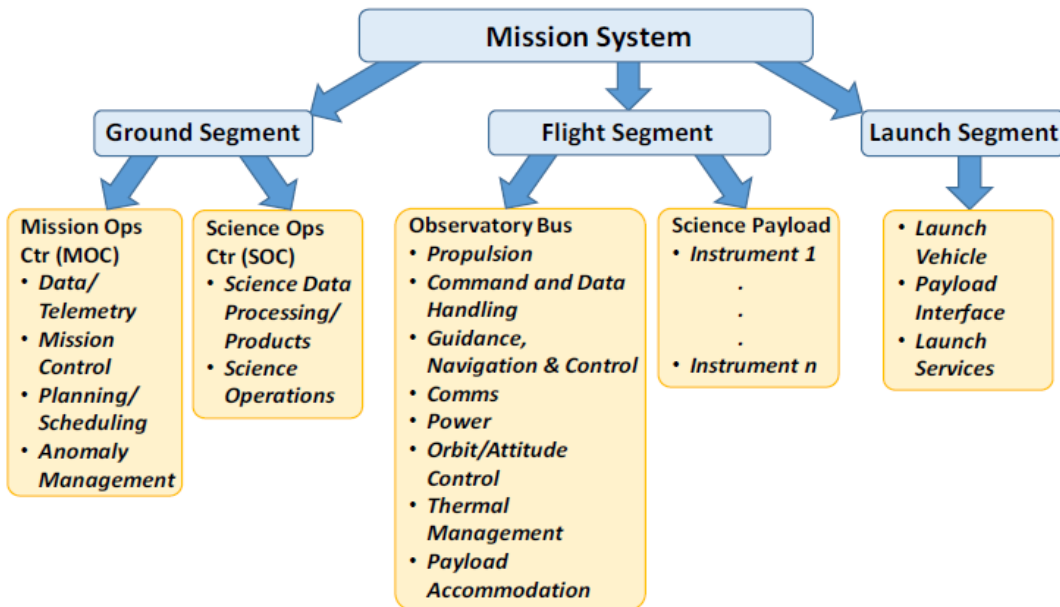 Mission System
Ground Segment
Flight Segment
Launch Segment
Mission Ops
Ctr (MOC)
• Data/
Telemetry
• Mission
Control
• Planning/
Scheduling
• Anomaly
Management
Science Ops
Ctr (SOC)
• Science Data
Processing/
Products
• Science
Operations
Observatory Bus
• Propulsion
• Command and Data
Handling
• Guidance,
Navigation & Control
• Comms
• Power
• Orbit/Attitude
Control
• Thermal
Management
• Payload
Accommodation
Science Payload
• Instrument 1
.
.
.
• Instrument n
• Launch
Vehicle
• Payload
Interface
• Launch
Services